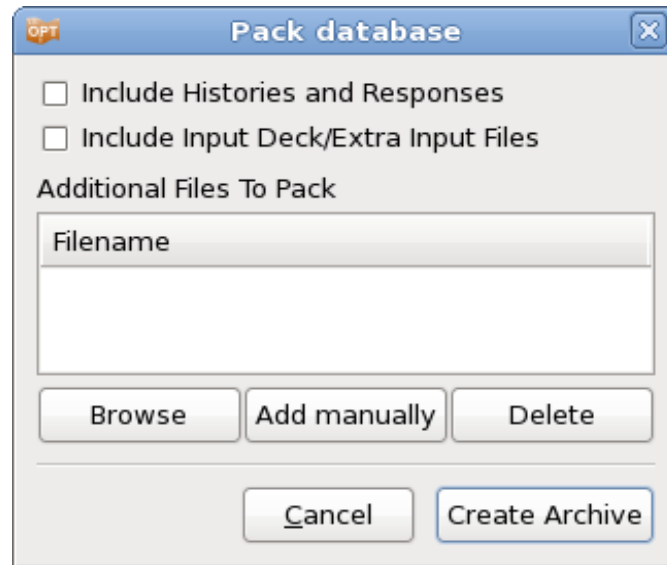 OPT
Pack database
Include Histories and Responses
Include Input Deck/Extra Input Files
Additional Files To Pack
Filename
Browse Add manually Delete
Cancel Create Archive